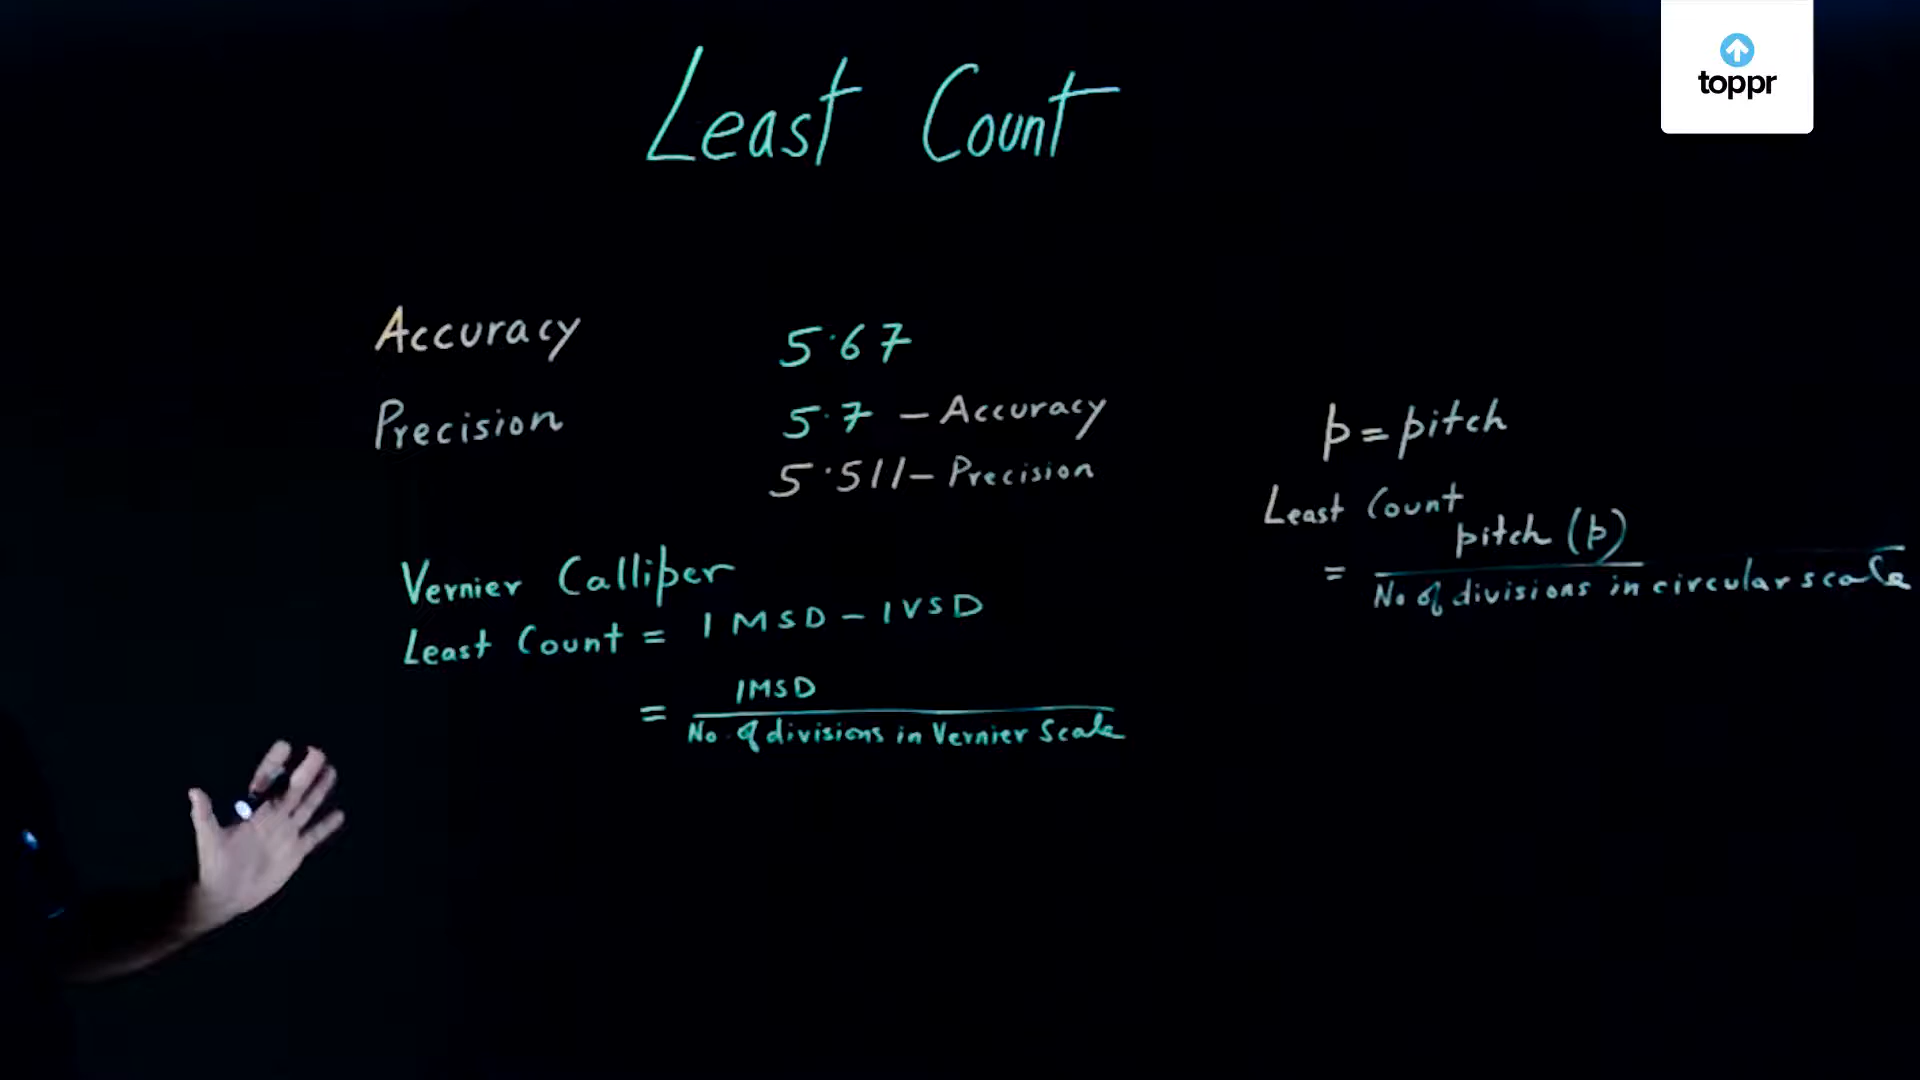 Least Count
toppr
Accuracy
Precision
5.67
5.7 - Accuracy
5.511 - Precision
Vernier Calliper
Least Count = 1 MSD - 1 VSD
= 1MSD
No. of divisions in Vernier Scale
p = pitch
Least Count
= pitch (p)
No of divisions in circular scale